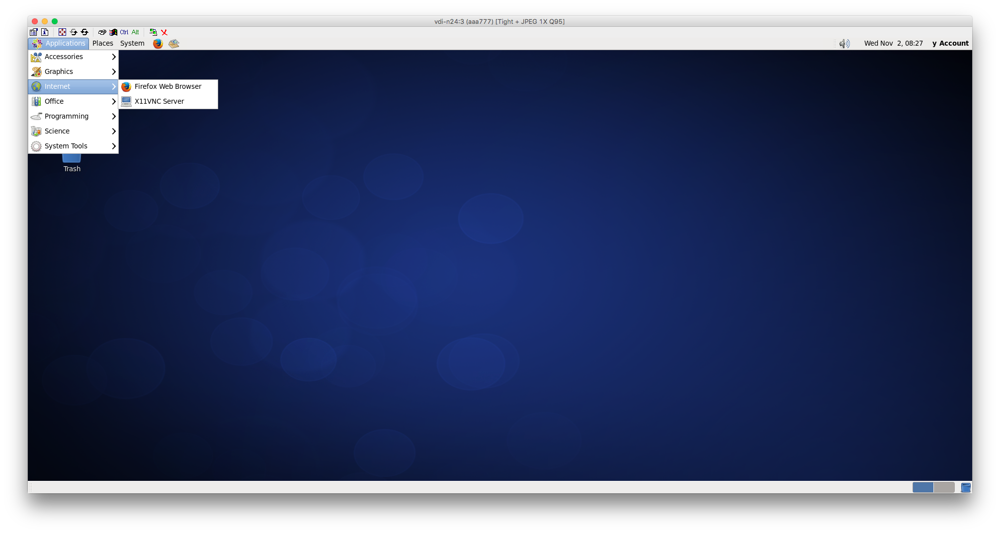 vdi-n24:3 (aaa777) [Tight + JPEG 1X Q95]
Ctrl Alt
Applications Places System Wed Nov 2, 08:27 y Account
Accessories
Graphics
Internet
Firefox Web Browser
Office
X11VNC Server
Programming
Science
System Tools
Trash